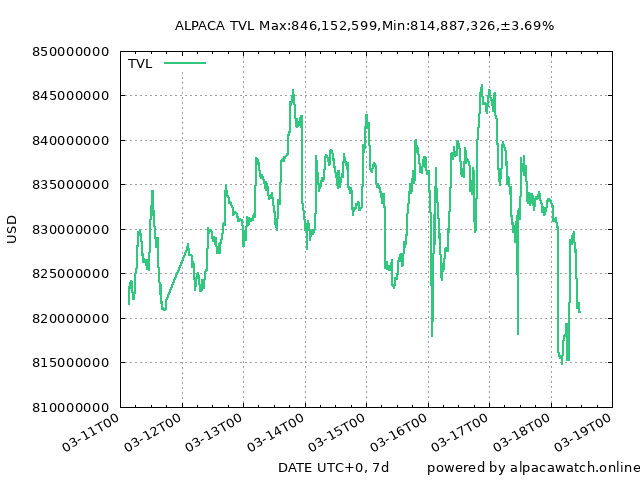 ALPACA TVL Max:846,152,599,Min:814,887,326,±3.69%
850000000
TVL
845000000
840000000
835000000
830000000
825000000
820000000
815000000
810000000
USD
03-11T00
03-12T00
03-13T00
03-14T00
03-15T00
03-16T00
03-17T00
03-18T00
03-19T00
DATE UTC+0, 7d
powered by alpacawatch.online